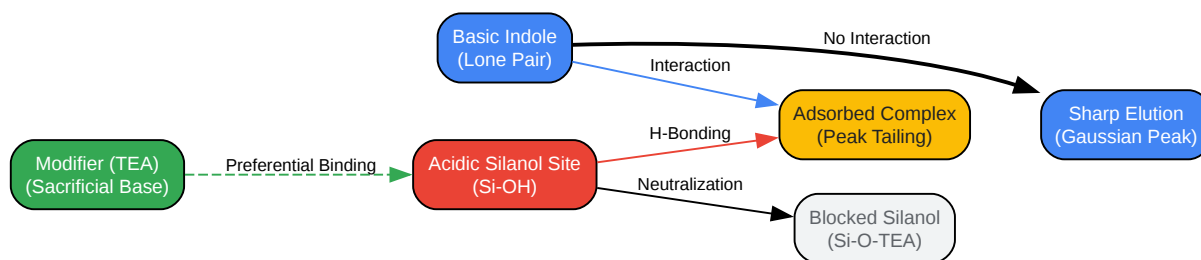 Basic Indole
(Lone Pair)
No Interaction
Interaction
Adsorbed Complex
(Peak Tailing)
Sharp Elution
(Gaussian Peak)
H-Bonding
Modifier (TEA)
(Sacrificial Base)
Preferential Binding
Acidic Silanol Site
(Si-OH)
Neutralization
Blocked Silanol
(Si-O-TEA)